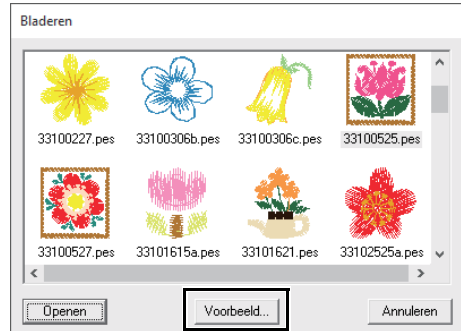 Bladeren
33100227.pes 33100306b.pes 33100306c.pes 33100525.pes
33100527.pes 33101615a.pes 33101621.pes 33102525a.pes
Openen Voorbeeld... Annuleren